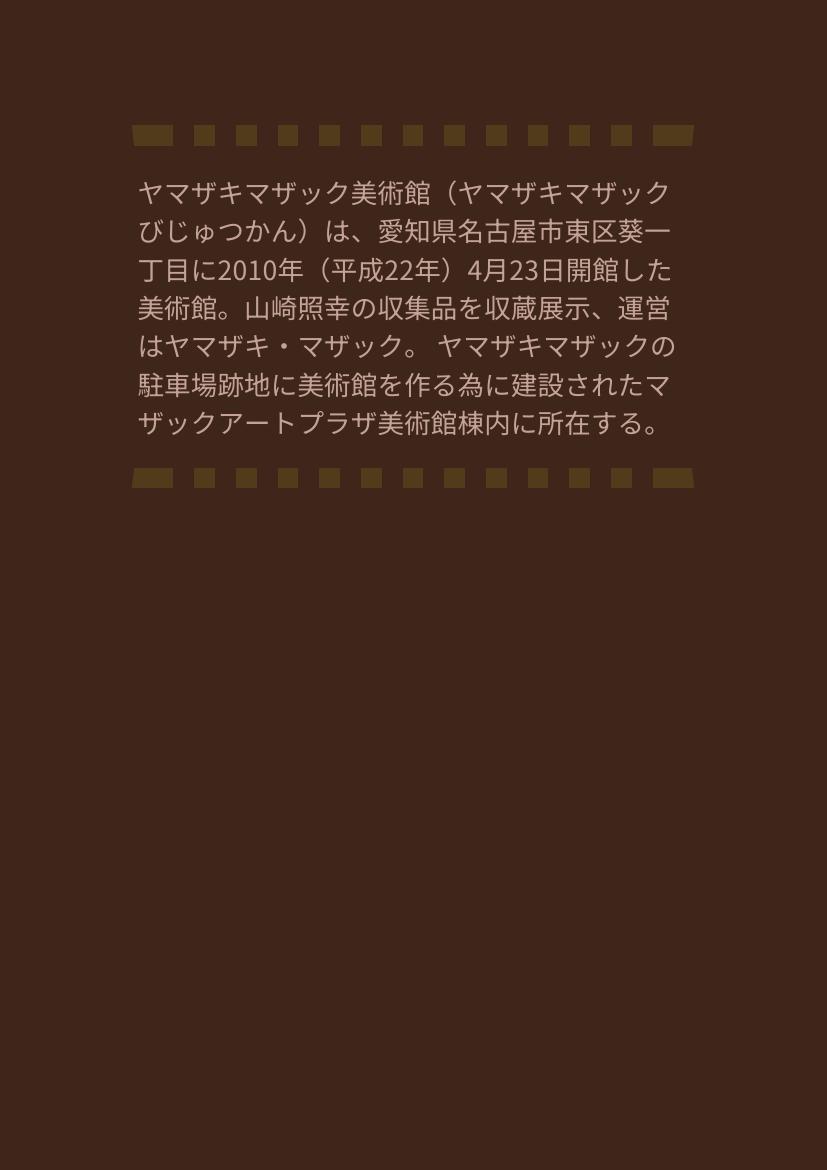 ヤマザキマザック美術館（ヤマザキマザック
びじゅつかん）は、愛知県名古屋市東区葵一
丁目に2010年（平成22年）4月23日開館した
美術館。山崎照幸の収集品を収蔵展示、運営
はヤマザキ・マザック。 ヤマザキマザックの
駐車場跡地に美術館を作る為に建設されたマ
ザックアートプラザ美術館棟内に所在する。